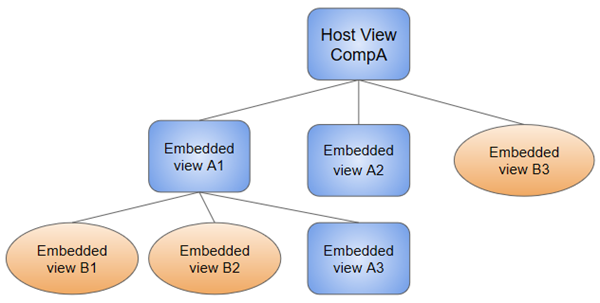 Host View
CompA
Embedded
view A1
Embedded
view A2
Embedded
view B3
Embedded
view B1
Embedded
view B2
Embedded
view A3